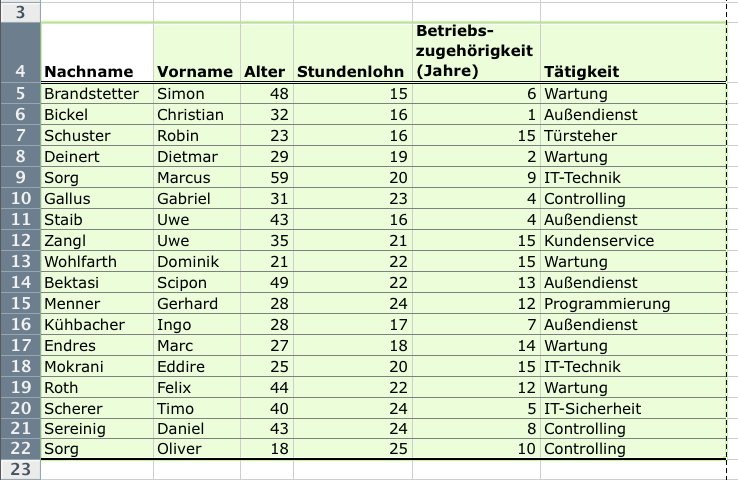 3
4 Nachname Vorname Alter Stundenlohn Betriebs-
zugehörigkeit
(Jahre) Tätigkeit
5 Brandstetter Simon 48 15 6 Wartung
6 Bickel Christian 32 16 1 Außendienst
7 Schuster Robin 23 16 15 Türsteher
8 Deinert Dietmar 29 19 2 Wartung
9 Sorg Marcus 59 20 9 IT-Technik
10 Gallus Gabriel 31 23 4 Controlling
11 Staib Uwe 43 16 4 Außendienst
12 Zangl Uwe 35 21 15 Kundenservice
13 Wohlfarth Dominik 21 22 15 Wartung
14 Bektasi Scipon 49 22 13 Außendienst
15 Menner Gerhard 28 24 12 Programmierung
16 Kühbacher Ingo 28 17 7 Außendienst
17 Endres Marc 27 18 14 Wartung
18 Mokrani Eddire 25 20 15 IT-Technik
19 Roth Felix 44 22 12 Wartung
20 Scherer Timo 40 24 5 IT-Sicherheit
21 Sereinig Daniel 43 24 8 Controlling
22 Sorg Oliver 18 25 10 Controlling
23